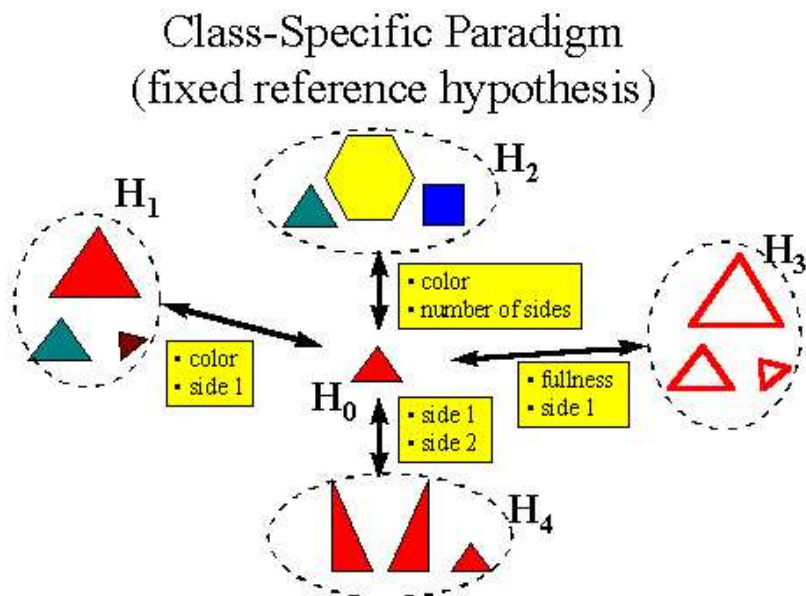 Class-Specific Paradigm
(fixed reference hypothesis)
H2
H1
H3
▪ color
▪ number of sides
▪ color
▪ side 1
▪ fullness
▪ side 1
H0
▪ side 1
▪ side 2
H4